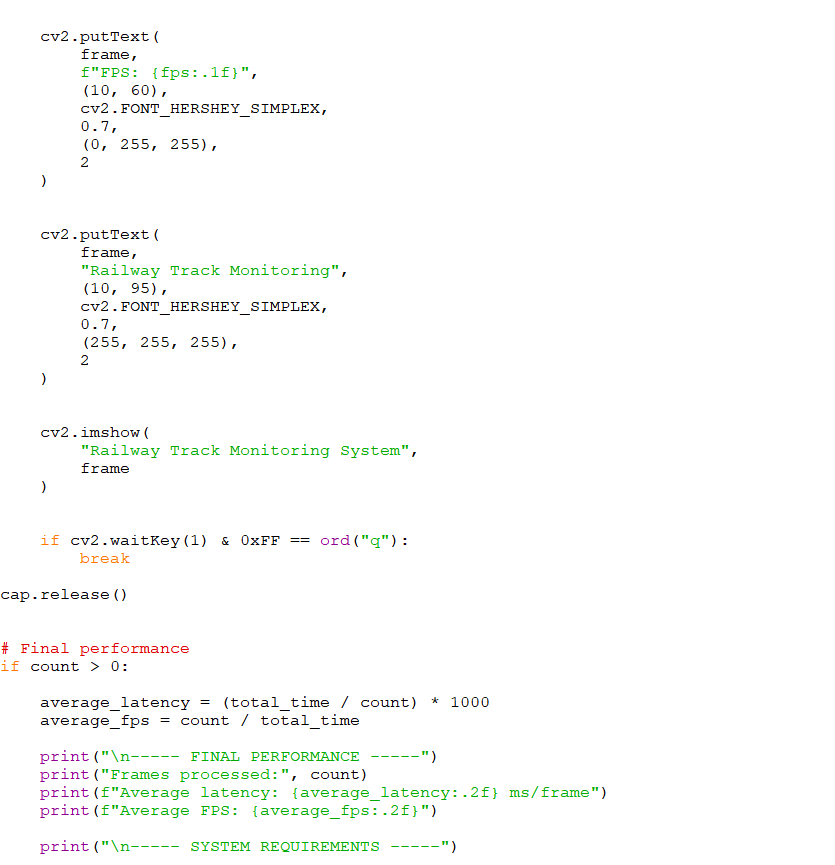 cv2.putText(
        frame,
        f"FPS: {fps:.1f}",
        (10, 60),
        cv2.FONT_HERSHEY_SIMPLEX,
        0.7,
        (0, 255, 255),
        2
    )
    cv2.putText(
        frame,
        "Railway Track Monitoring",
        (10, 95),
        cv2.FONT_HERSHEY_SIMPLEX,
        0.7,
        (255, 255, 255),
        2
    )
    cv2.imshow(
        "Railway Track Monitoring System",
        frame
    )
    if cv2.waitKey(1) & 0xFF == ord("q"):
        break
cap.release()
# Final performance
if count > 0:
    average_latency = (total_time / count) * 1000
    average_fps = count / total_time
    print("\n----- FINAL PERFORMANCE -----")
    print("Frames processed:", count)
    print(f"Average latency: {average_latency:.2f} ms/frame")
    print(f"Average FPS: {average_fps:.2f}")
    print("\n----- SYSTEM REQUIREMENTS -----")